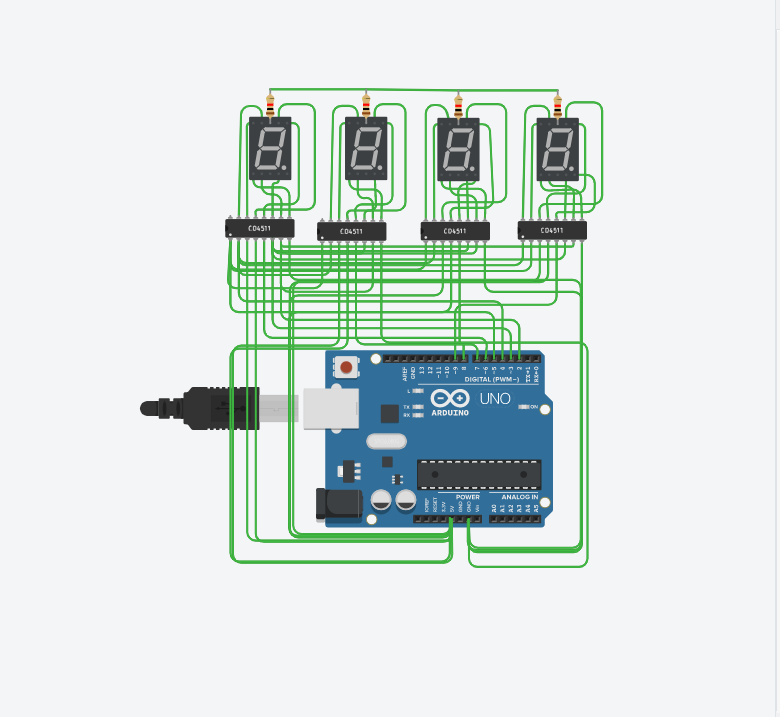 CD4511
CD4511
CD4511
CD4511
AREF
GND
13
12
~11
~10
~9
8
7
~6
~5
4
~3
2
TX→1
RX←0
DIGITAL (PWM~)
L
TX
RX
ARDUINO
UNO
ON
POWER
ANALOG IN
IOREF
RESET
3.3V
5V
GND
GND
Vin
A0
A1
A2
A3
A4
A5